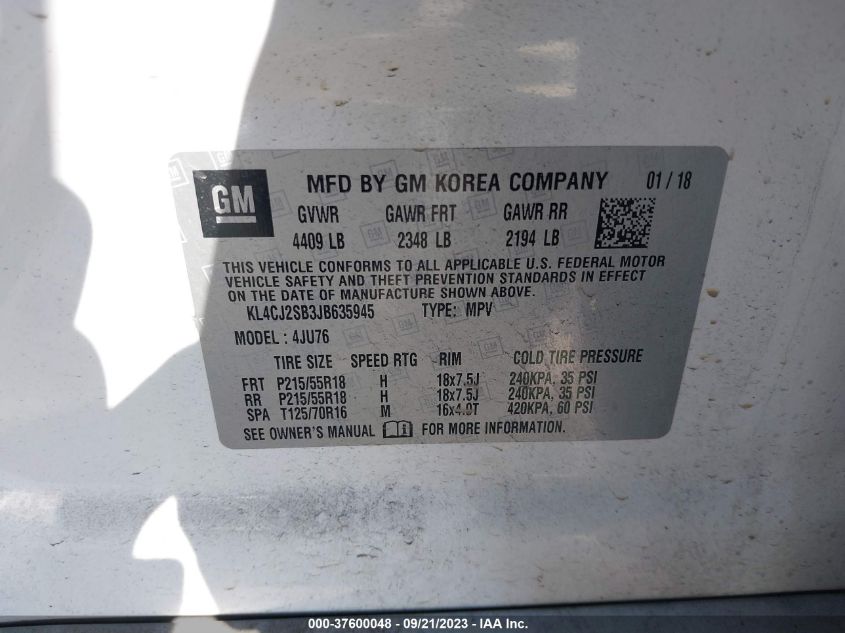 GM
MFD BY GM KOREA COMPANY 01 / 18
GVWR GAWR FRT GAWR RR
4409 LB 2348 LB 2194 LB
THIS VEHICLE CONFORMS TO ALL APPLICABLE U.S. FEDERAL MOTOR
VEHICLE SAFETY AND THEFT PREVENTION STANDARDS IN EFFECT
ON THE DATE OF MANUFACTURE SHOWN ABOVE.
KL4CJ2SB3JB635945 TYPE: MPV
MODEL : 4JU76
TIRE SIZE SPEED RTG RIM COLD TIRE PRESSURE
FRT P215/55R18 H 18x7.5J 240KPA, 35 PSI
RR P215/55R18 H 18x7.5J 240KPA, 35 PSI
SPA T125/70R16 M 16x4.0T 420KPA, 60 PSI
SEE OWNER'S MANUAL FOR MORE INFORMATION.
000-37600048 - 09/21/2023 - IAA Inc.